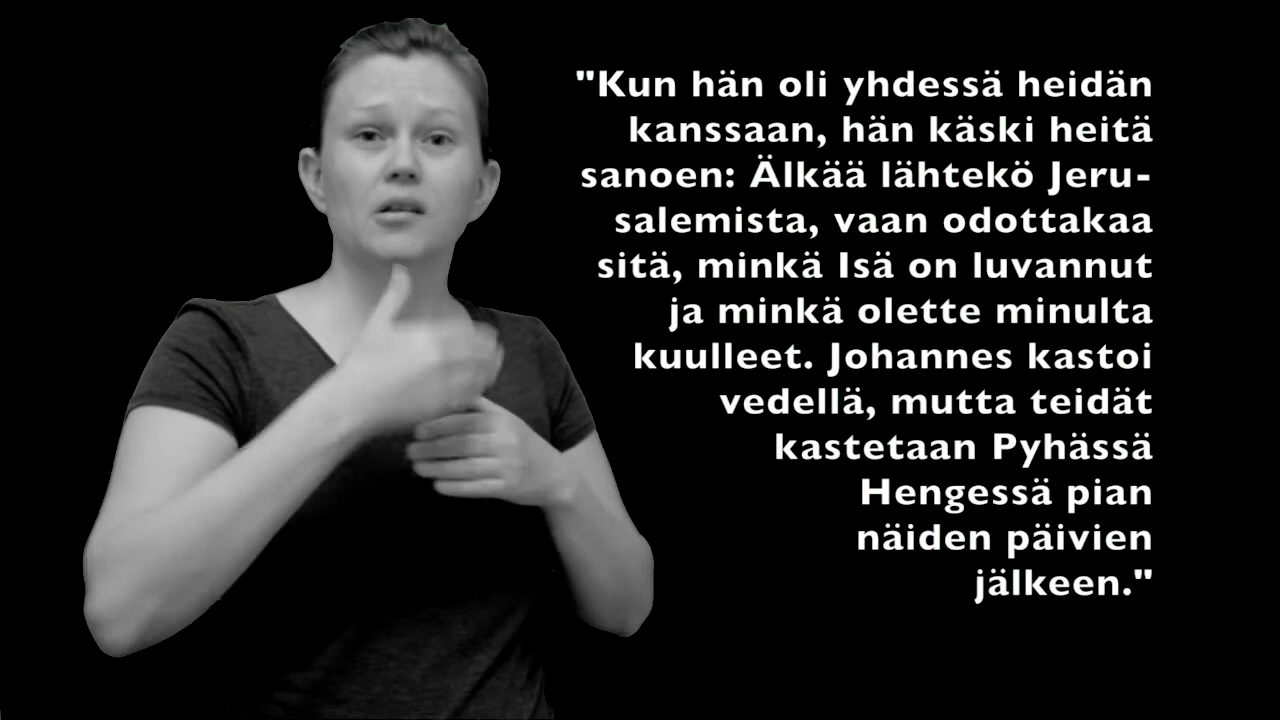 "Kun hän oli yhdessä heidän
kanssaan, hän käski heitä
sanoen: Älkää lähtekö Jeru-
salemista, vaan odottakaa
sitä, minkä Isä on luvannut
ja minkä olette minulta
kuulleet. Johannes kastoi
vedellä, mutta teidät
kastetaan Pyhässä
Hengessä pian
näiden päivien
jälkeen."